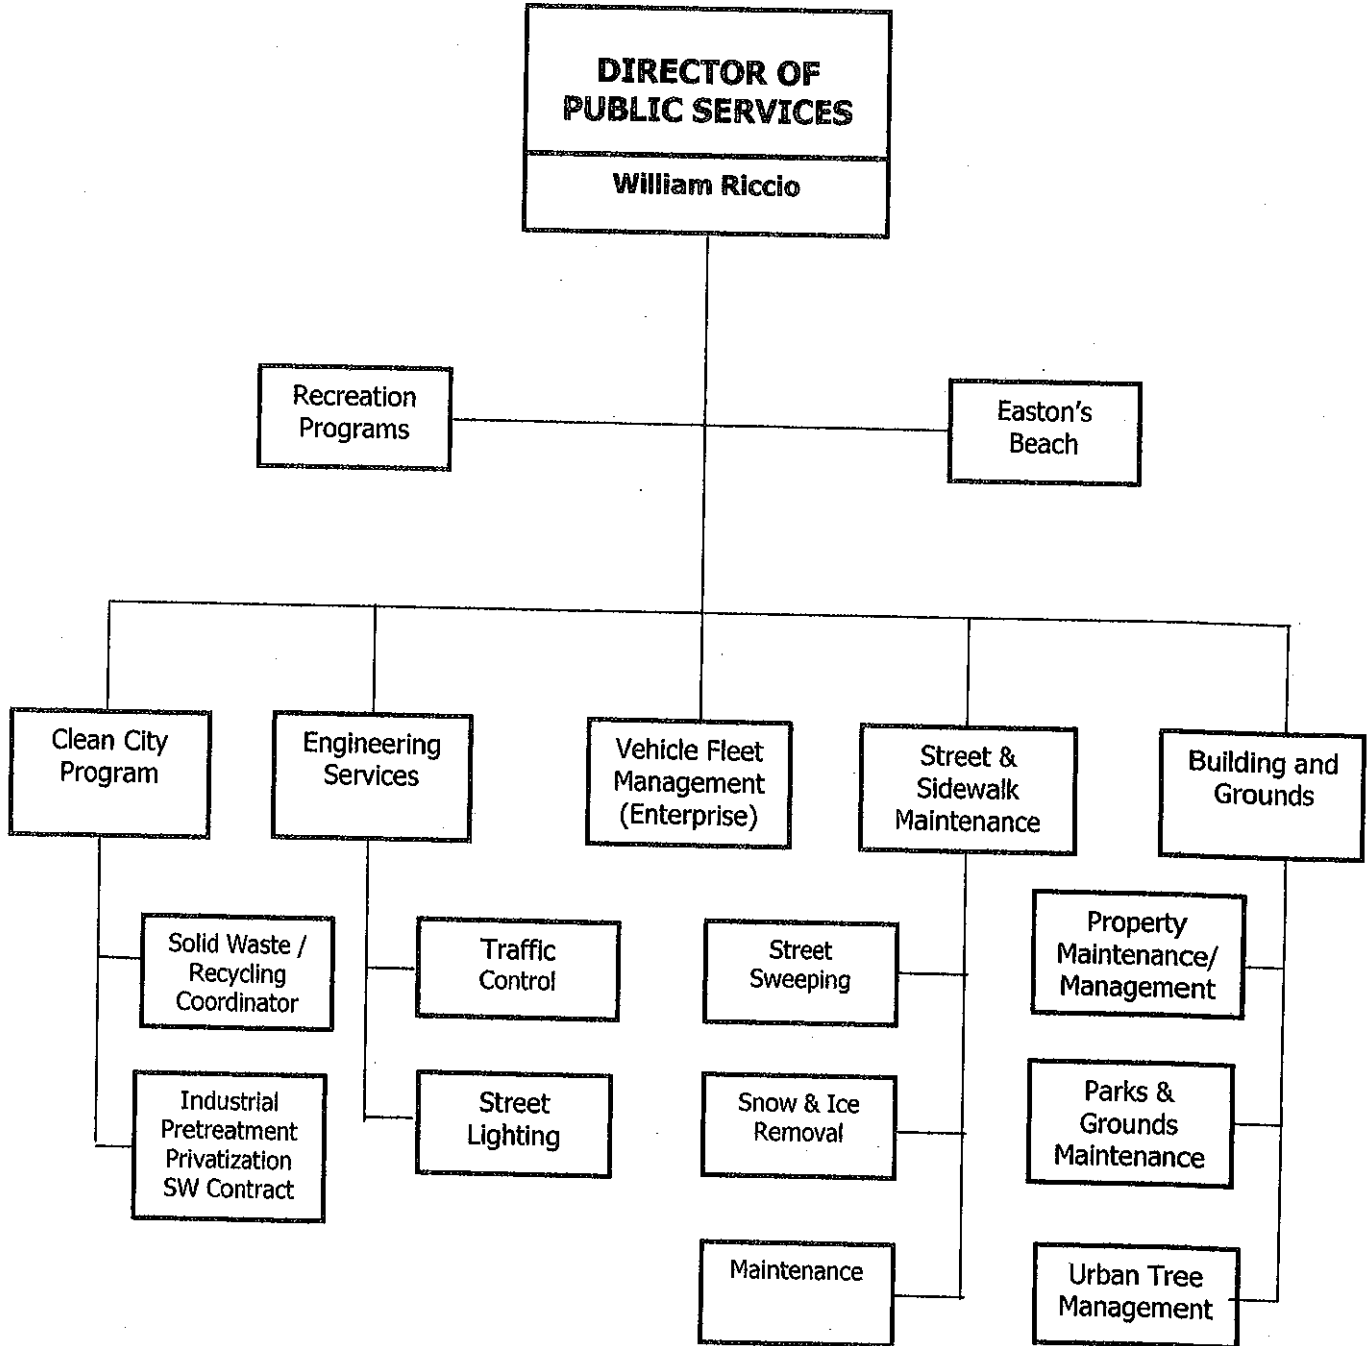 DIRECTOR OF
PUBLIC SERVICES
William Riccio
Recreation
Programs
Easton's
Beach
Clean City
Program
Engineering
Services
Vehicle Fleet
Management
(Enterprise)
Street &
Sidewalk
Maintenance
Building and
Grounds
Solid Waste /
Recycling
Coordinator
Traffic
Control
Street
Sweeping
Property
Maintenance/
Management
Industrial
Pretreatment
Privatization
SW Contract
Street
Lighting
Snow & Ice
Removal
Parks &
Grounds
Maintenance
Maintenance
Urban Tree
Management